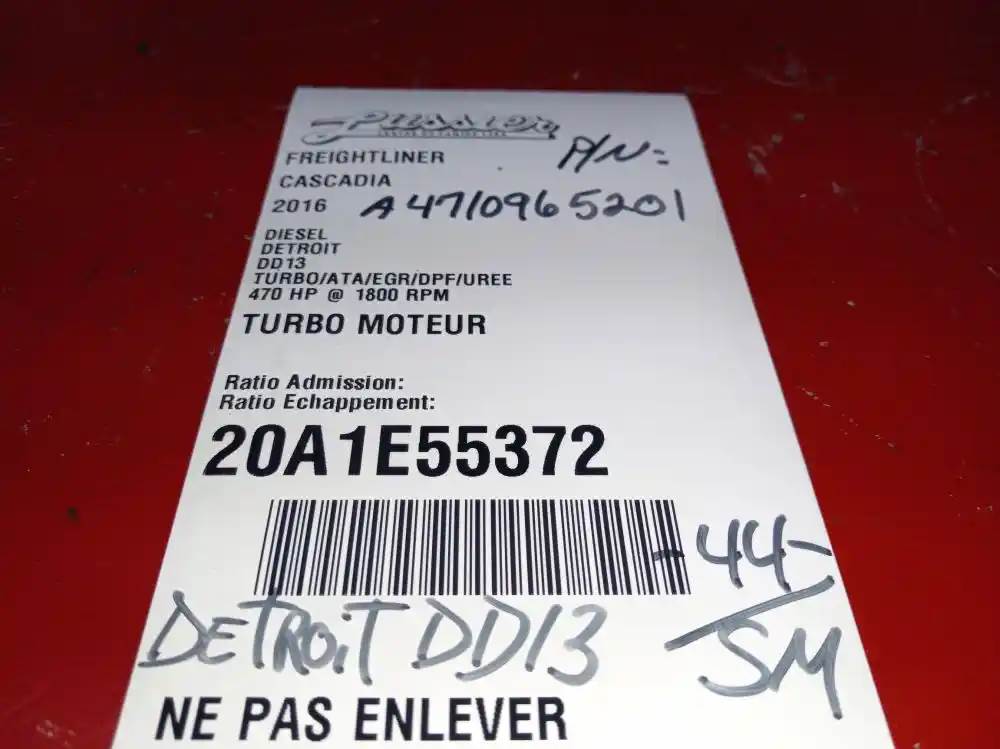 FREIGHTLINER
P/N:
CASCADIA
2016 A4710965201
DIESEL
DETROIT
DD13
TURBO/ATA/EGR/DPF/UREE
470 HP @ 1800 RPM
TURBO MOTEUR
Ratio Admission:
Ratio Echappement:
20A1E55372
-44-
SM
DETROiT DD13
NE PAS ENLEVER